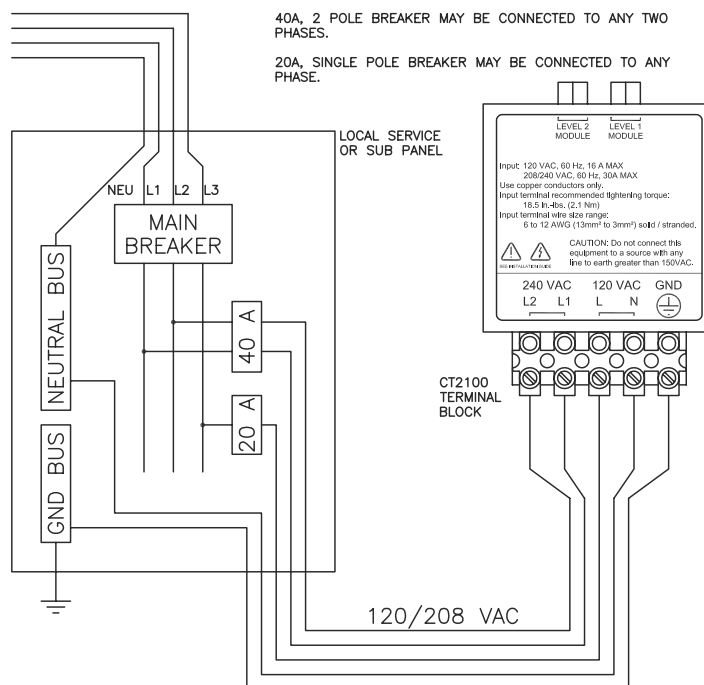 40A, 2 POLE BREAKER MAY BE CONNECTED TO ANY TWO
PHASES.
20A, SINGLE POLE BREAKER MAY BE CONNECTED TO ANY
PHASE.
LOCAL SERVICE
OR SUB PANEL
NEU L1 L2 L3
MAIN
BREAKER
NEUTRAL BUS
40 A
20 A
GND BUS
120/208 VAC
LEVEL 2
MODULE
LEVEL 1
MODULE
Input: 120 VAC, 60 Hz, 16 A MAX
208/240 VAC, 60 Hz, 30A MAX
Use copper conductors only.
Input terminal recommended tightening torque:
18.5 in.-lbs. (2.1 Nm)
Input terminal wire size range:
6 to 12 AWG (13mm² to 3mm²) solid / stranded.
SEE INSTALLATION GUIDE
CAUTION: Do not connect this
equipment to a source with any
line to earth greater than 150VAC.
240 VAC 120 VAC GND
L2 L1 L N
CT2100
TERMINAL
BLOCK